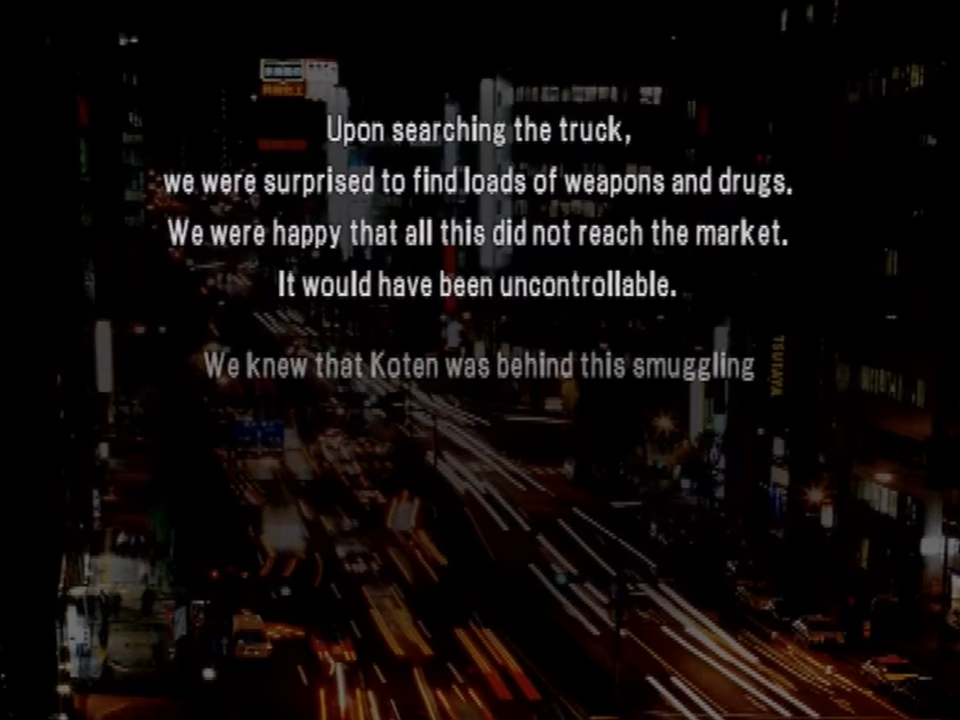 Upon searching the truck,
we were surprised to find loads of weapons and drugs.
We were happy that all this did not reach the market.
It would have been uncontrollable.
We knew that Koten was behind this smuggling
TSUTAYA